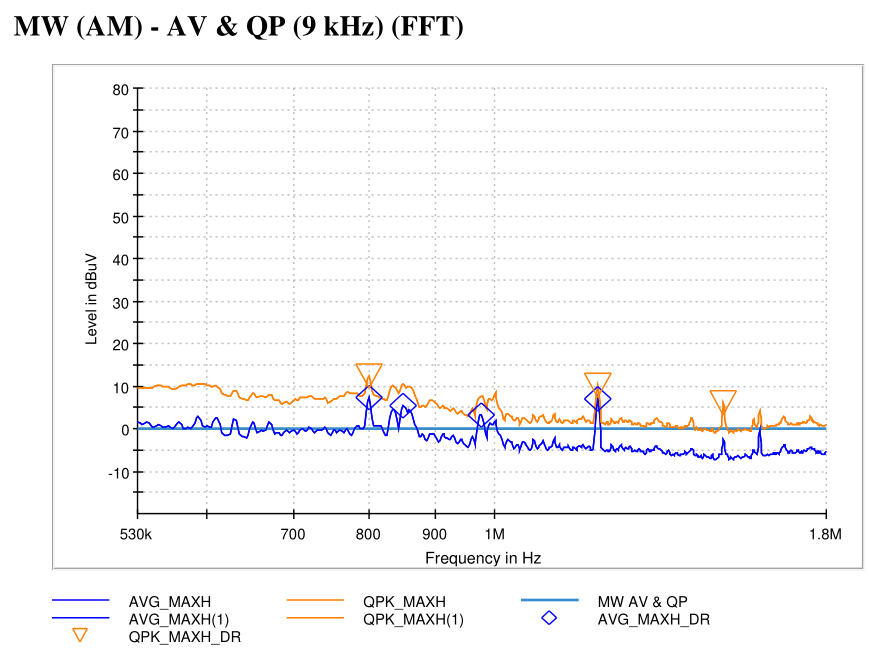 MW (AM) - AV & QP (9 kHz) (FFT)
80
70
60
50
40
30
20
10
0
-10
Level in dBuV
530k 700 800 900 1M 1.8M
Frequency in Hz
AVG_MAXH QPK_MAXH MW AV & QP
AVG_MAXH(1) QPK_MAXH(1) AVG_MAXH_DR
QPK_MAXH_DR